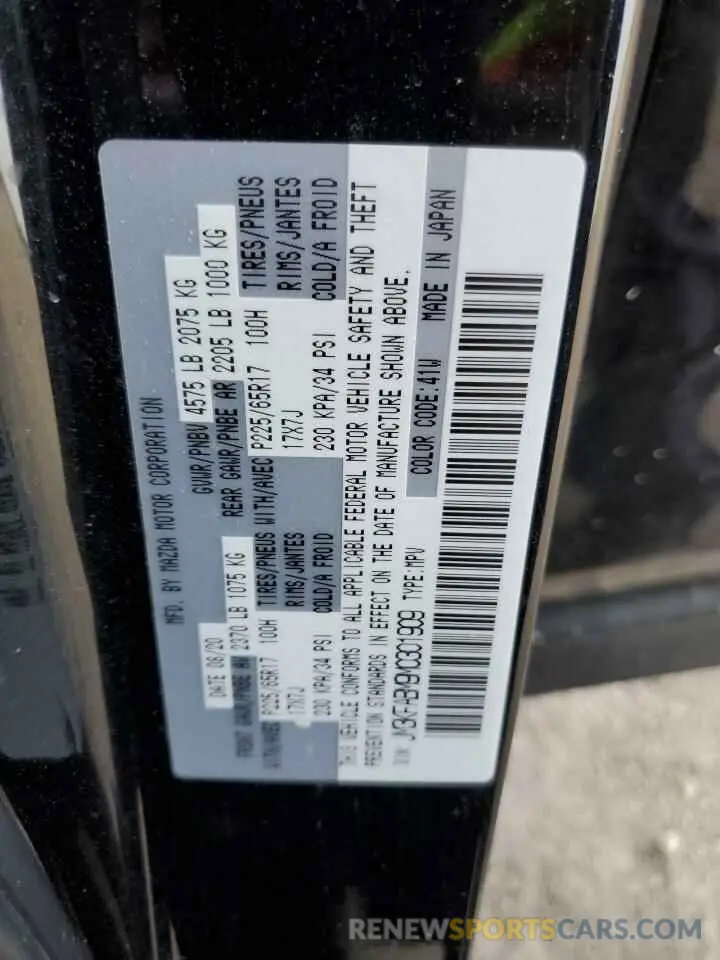 MFD. BY MAZDA MOTOR CORPORATION
DATE 08/20 GVWR/PNBV 4575 LB 2075 KG
FRONT GAWR/PNBE AV 2370 LB 1075 KG REAR GAWR/PNBE AR 2205 LB 1000 KG
WITH/AVEC P225/65R17 100H TIRES/PNEUS WITH/AVEC P225/65R17 100H TIRES/PNEUS
17X7J RIMS/JANTES 17X7J RIMS/JANTES
230 KPA/34 PSI COLD/A FROID 230 KPA/34 PSI COLD/A FROID
THIS VEHICLE CONFORMS TO ALL APPLICABLE FEDERAL MOTOR VEHICLE SAFETY AND THEFT
PREVENTION STANDARDS IN EFFECT ON THE DATE OF MANUFACTURE SHOWN ABOVE.
JM3KFABM9M0301909 TYPE:MPV COLOR CODE:41W MADE IN JAPAN
RENEWSPORTSCARS.COM